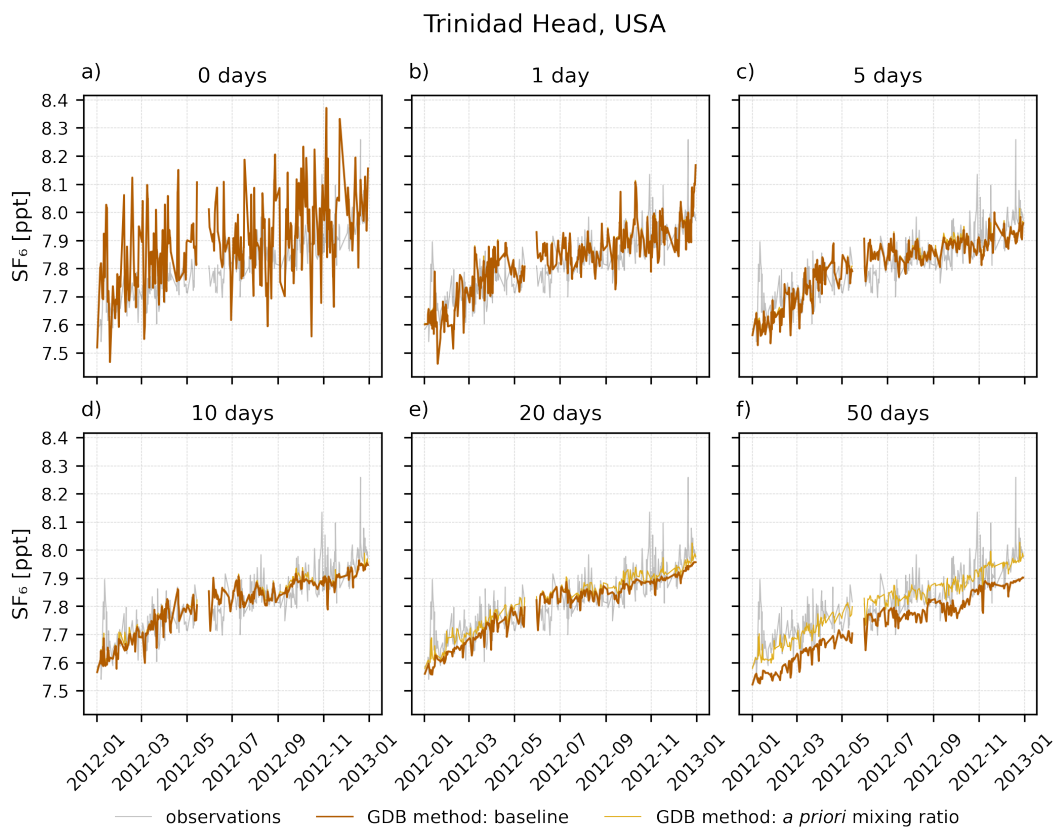 Trinidad Head, USA
a) 0 days
b) 1 day
c) 5 days
8.4
8.3
8.2
8.1
8.0
7.9
7.8
7.7
7.6
7.5
SF₆ [ppt]
d) 10 days
e) 20 days
f) 50 days
8.4
8.3
8.2
8.1
8.0
7.9
7.8
7.7
7.6
7.5
SF₆ [ppt]
2012-01 2012-03 2012-05 2012-07 2012-09 2012-11 2013-01
2012-01 2012-03 2012-05 2012-07 2012-09 2012-11 2013-01
2012-01 2012-03 2012-05 2012-07 2012-09 2012-11 2013-01
observations GDB method: baseline GDB method: a priori mixing ratio